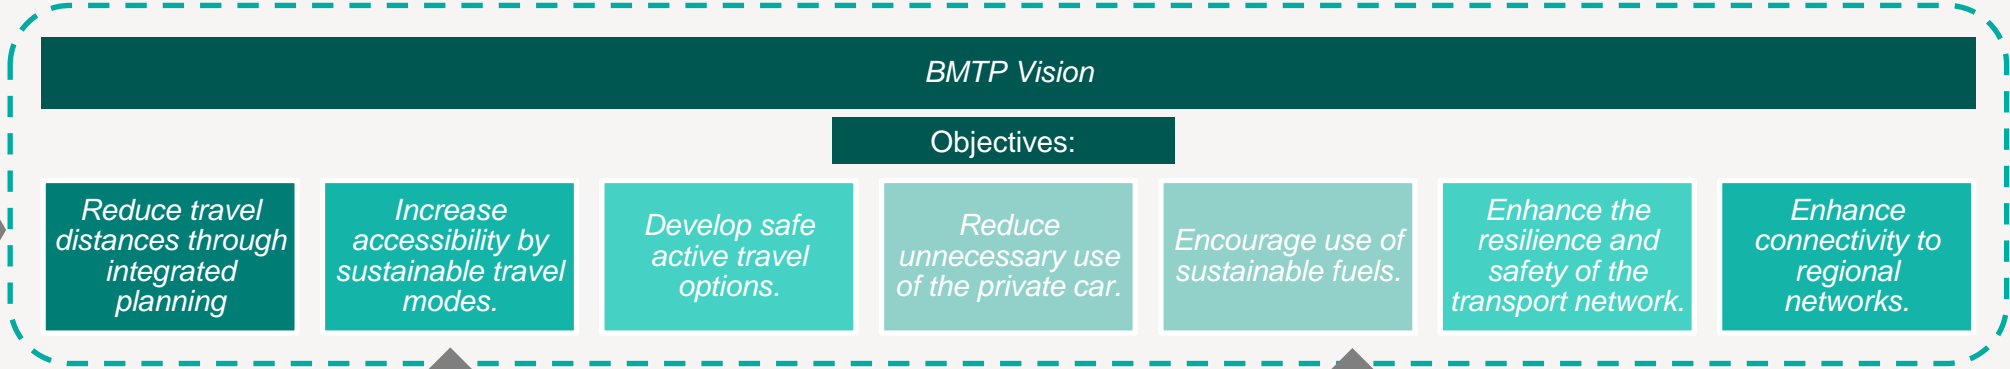 BMTP Vision
Objectives:
Reduce travel
distances through
integrated
planning
Increase
accessibility by
sustainable travel
modes.
Develop safe
active travel
options.
Reduce
unnecessary use
of the private car.
Encourage use of
sustainable fuels.
Enhance the
resilience and
safety of the
transport network.
Enhance
connectivity to
regional
networks.